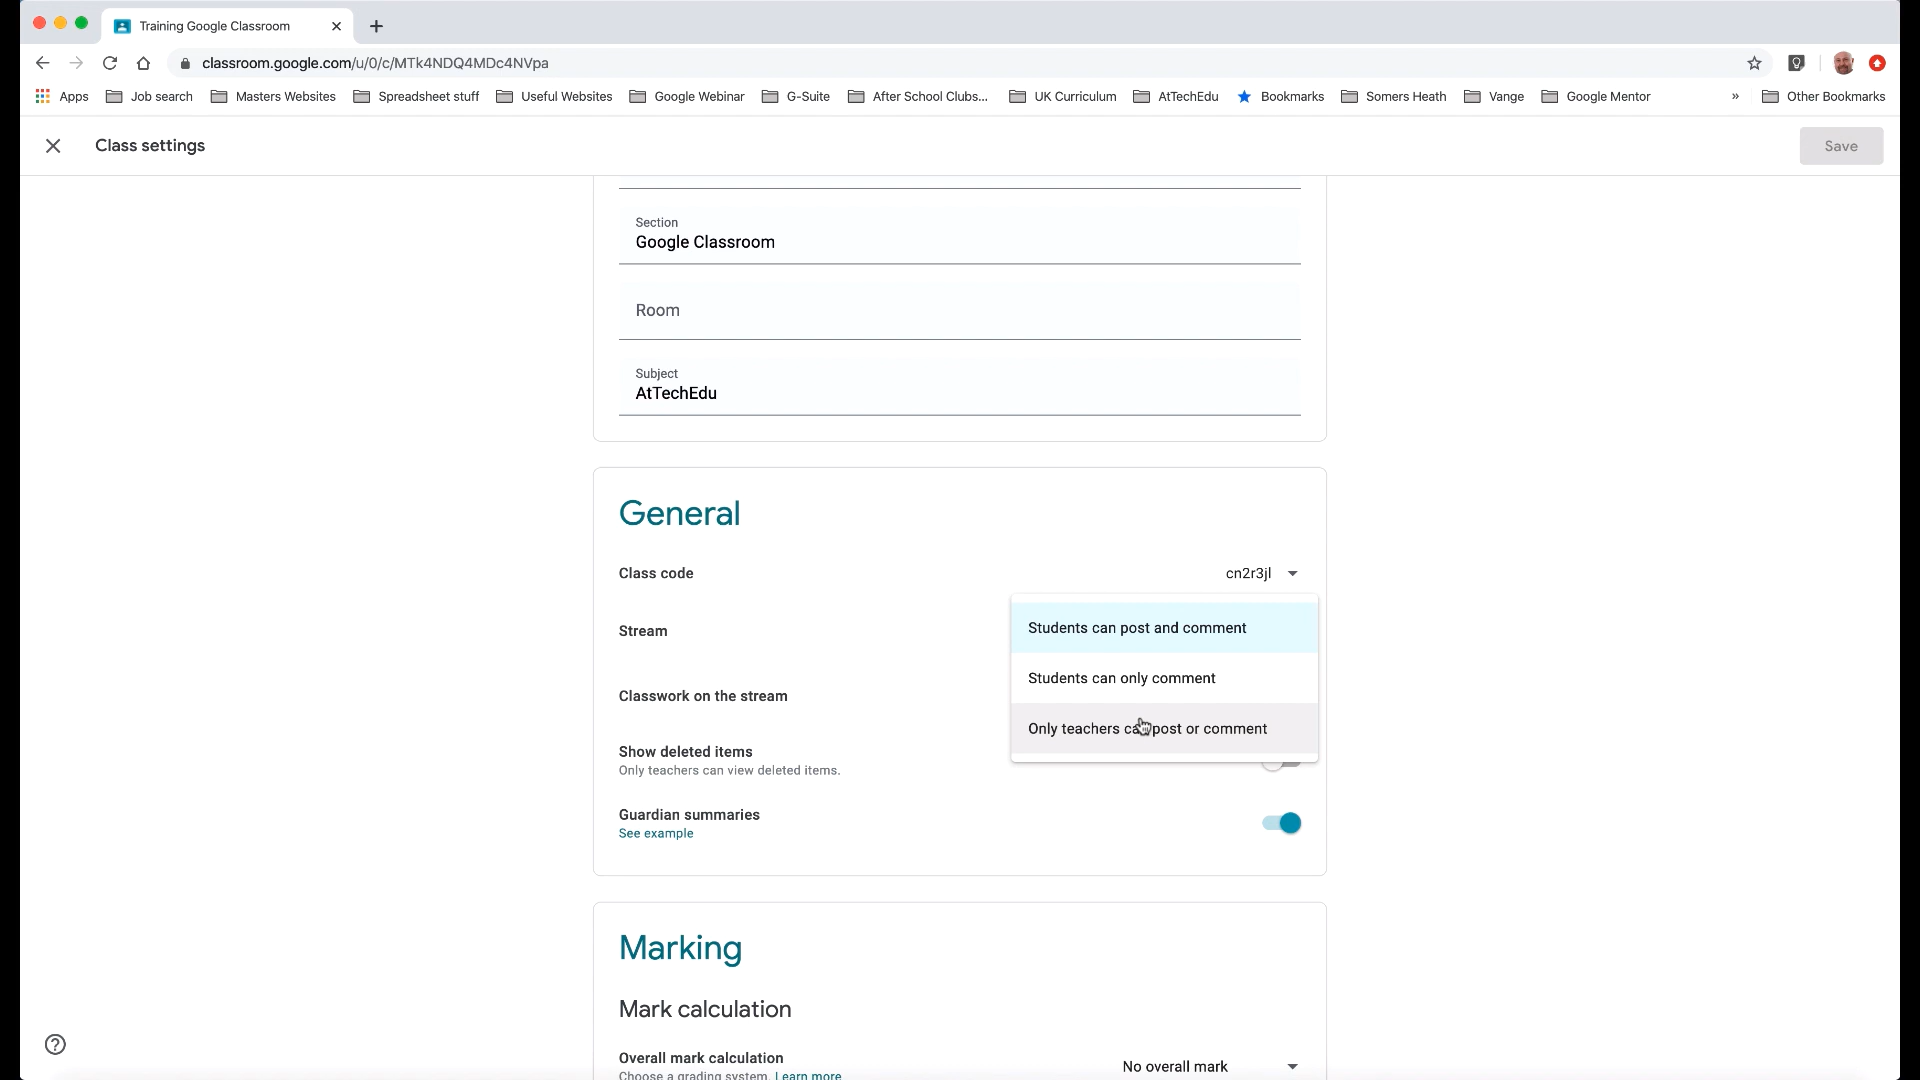 Training Google Classroom
classroom.google.com/u/0/c/MTk4NDQ4MDc4NVpa
Apps Job search Masters Websites Spreadsheet stuff Useful Websites Google Webinar G-Suite After School Clubs... UK Curriculum AtTechEdu Bookmarks Somers Heath Vange Google Mentor » Other Bookmarks
Class settings Save
Section
Google Classroom
Room
Subject
AtTechEdu
General
Class code cn2r3jl
Students can post and comment
Stream
Students can only comment
Classwork on the stream
Only teachers can post or comment
Show deleted items
Only teachers can view deleted items.
Guardian summaries
See example
Marking
Mark calculation
Overall mark calculation No overall mark
Choose a grading system. Learn more